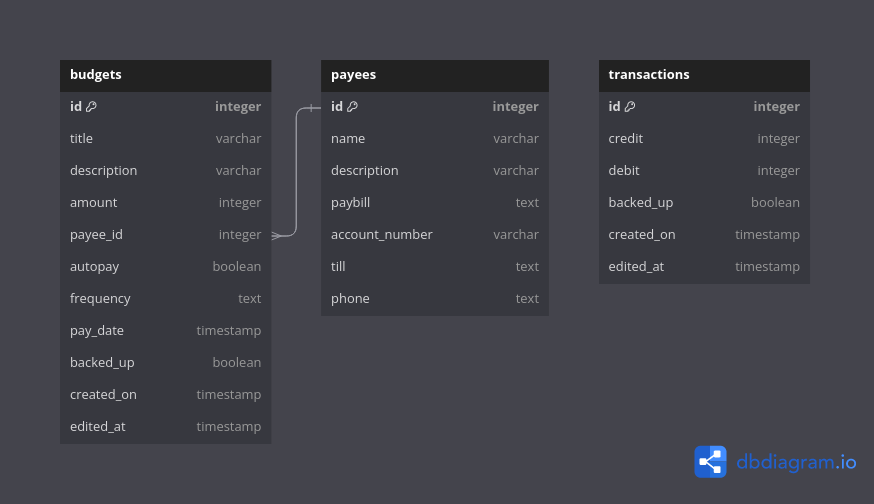 budgets
id integer
title varchar
description varchar
amount integer
payee_id integer
autopay boolean
frequency text
pay_date timestamp
backed_up boolean
created_on timestamp
edited_at timestamp
payees
id integer
name varchar
description varchar
paybill text
account_number varchar
till text
phone text
transactions
id integer
credit integer
debit integer
backed_up boolean
created_on timestamp
edited_at timestamp
dbdiagram.io